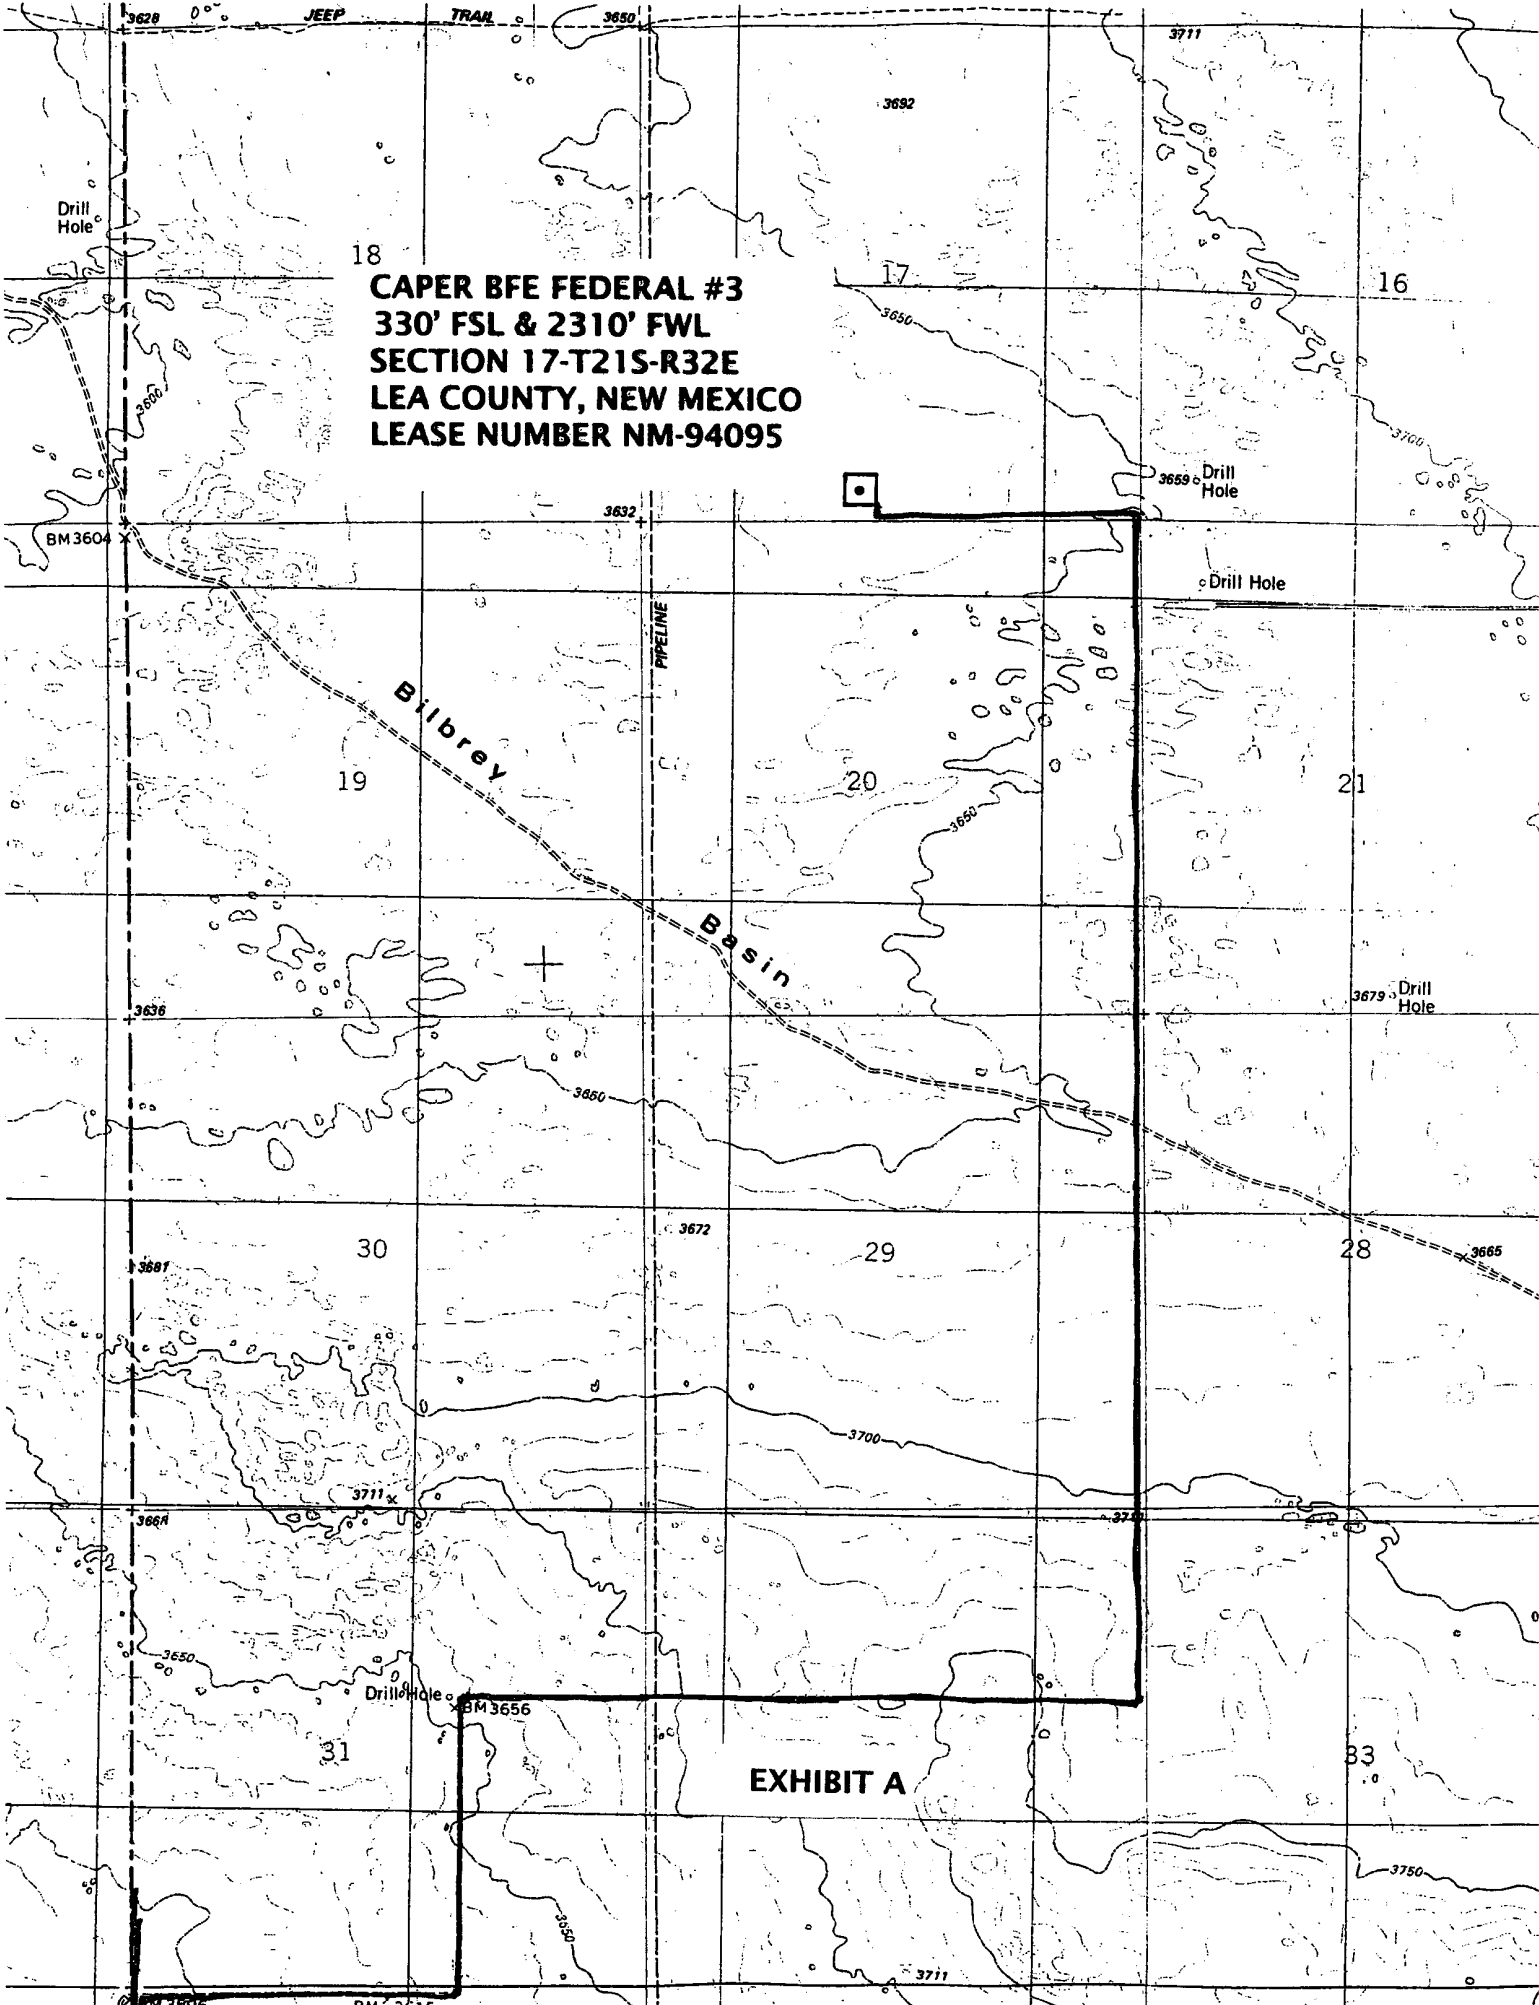 3628
JEEP TRAIL
3650
3711
3692
Drill
Hole
18
17
16
CAPER BFE FEDERAL #3
330' FSL & 2310' FWL
SECTION 17-T21S-R32E
LEA COUNTY, NEW MEXICO
LEASE NUMBER NM-94095
3650
3600
3700
3659
Drill
Hole
3632
BM 3604
Drill Hole
PIPELINE
Bilbrey
19
20
21
3650
Basin
3636
3679
Drill
Hole
3650
3672
30
29
28
3665
3681
3700
3711
3650
Drill Hole
BM 3656
31
33
EXHIBIT A
3750
3550
3711